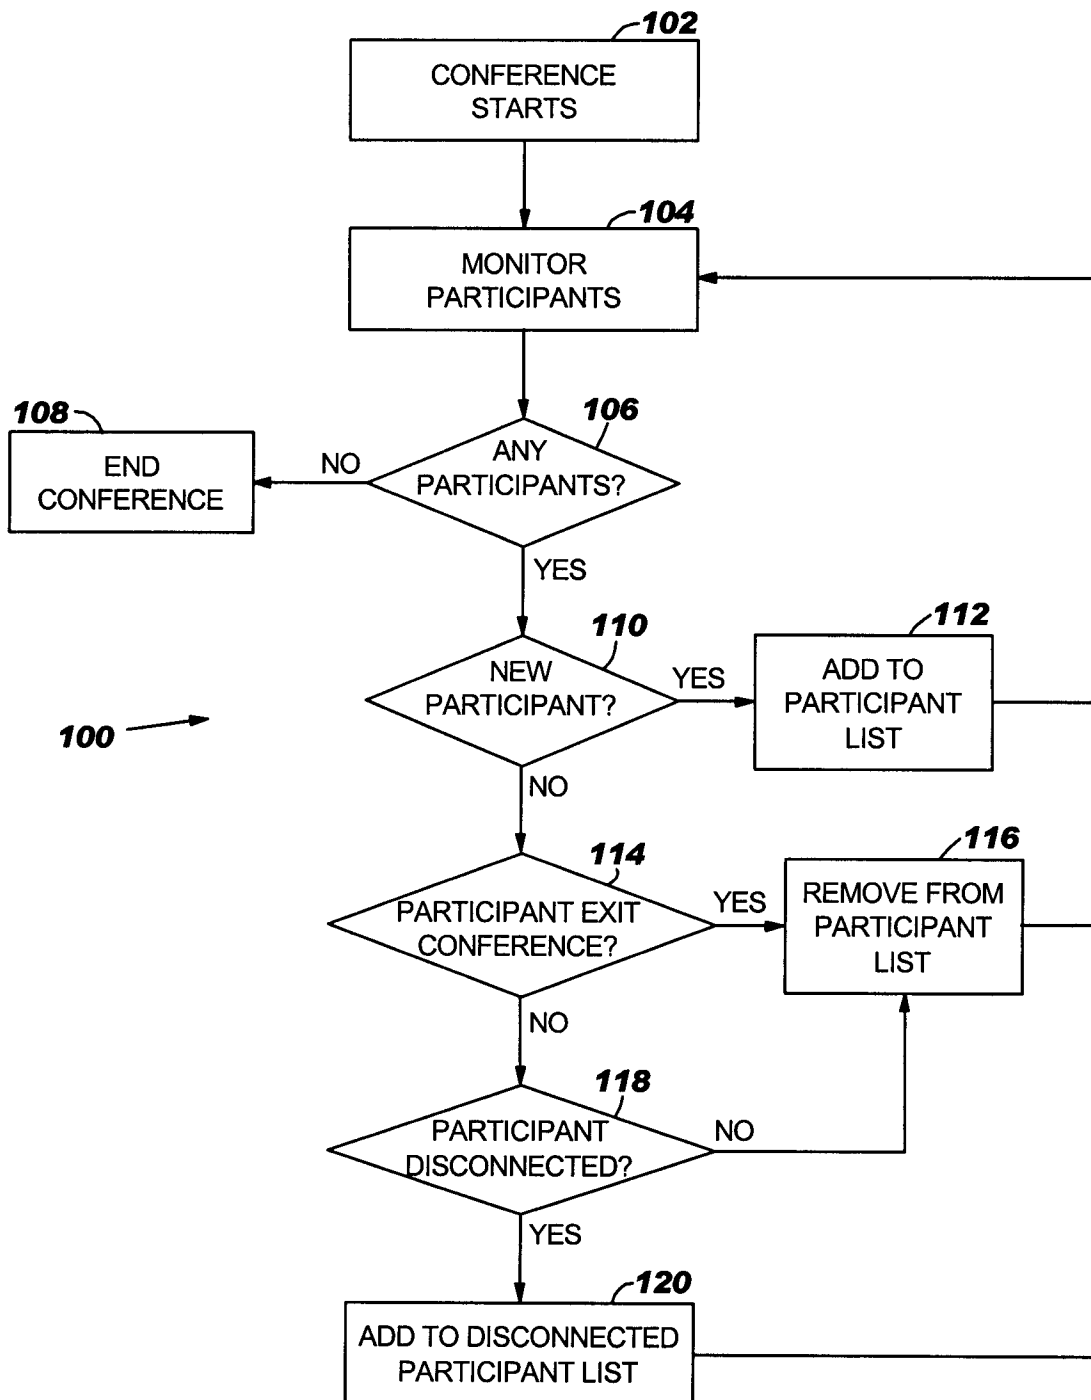 102
CONFERENCE
STARTS
104
MONITOR
PARTICIPANTS
106
ANY
PARTICIPANTS?
NO
108
END
CONFERENCE
YES
110
NEW
PARTICIPANT?
YES
112
ADD TO
PARTICIPANT
LIST
100
NO
114
PARTICIPANT EXIT
CONFERENCE?
YES
116
REMOVE FROM
PARTICIPANT
LIST
NO
118
PARTICIPANT
DISCONNECTED?
NO
YES
120
ADD TO DISCONNECTED
PARTICIPANT LIST